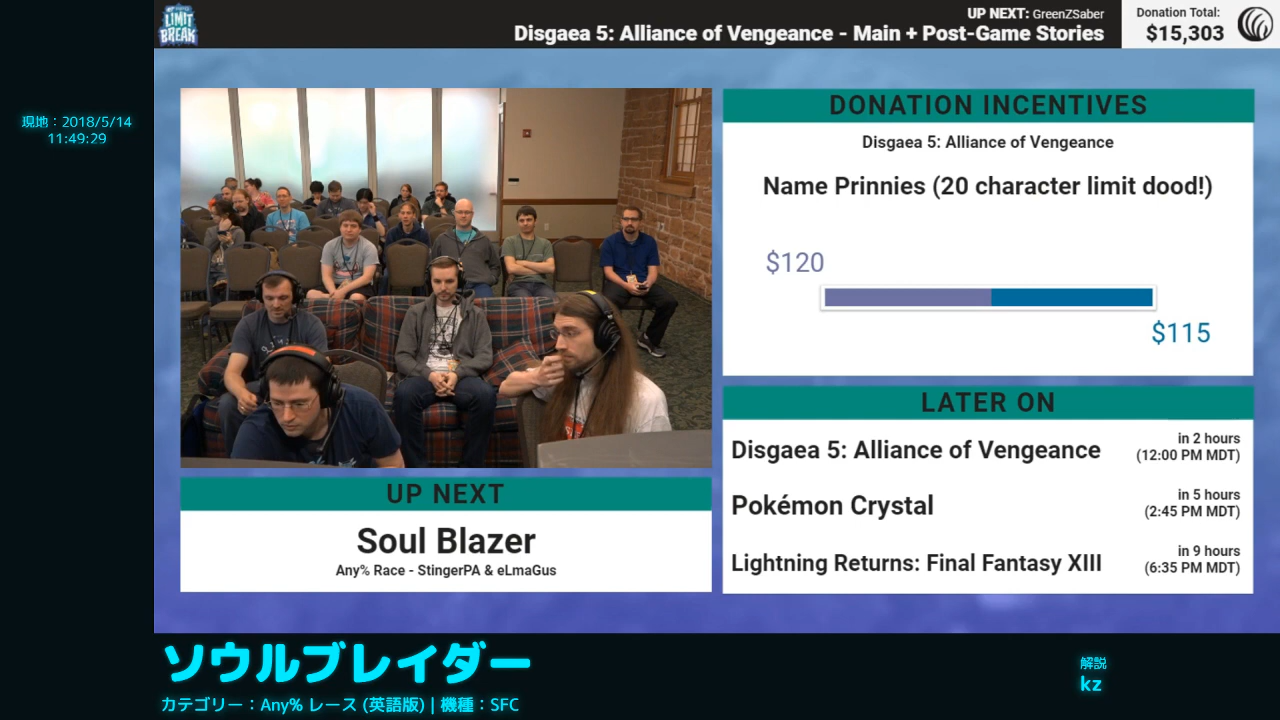 LIMIT
BREAK
UP NEXT: GreenZSaber
Disgaea 5: Alliance of Vengeance - Main + Post-Game Stories
Donation Total:
$15,303
現地：2018/5/14
11:49:29
DONATION INCENTIVES
Disgaea 5: Alliance of Vengeance
Name Prinnies (20 character limit dood!)
$120
$115
LATER ON
Disgaea 5: Alliance of Vengeance
in 2 hours
(12:00 PM MDT)
Pokémon Crystal
in 5 hours
(2:45 PM MDT)
Lightning Returns: Final Fantasy XIII
in 9 hours
(6:35 PM MDT)
UP NEXT
Soul Blazer
Any% Race - StingerPA & eLmaGus
ソウルブレイダー
カテゴリー：Any% レース (英語版) | 機種：SFC
解説
kz